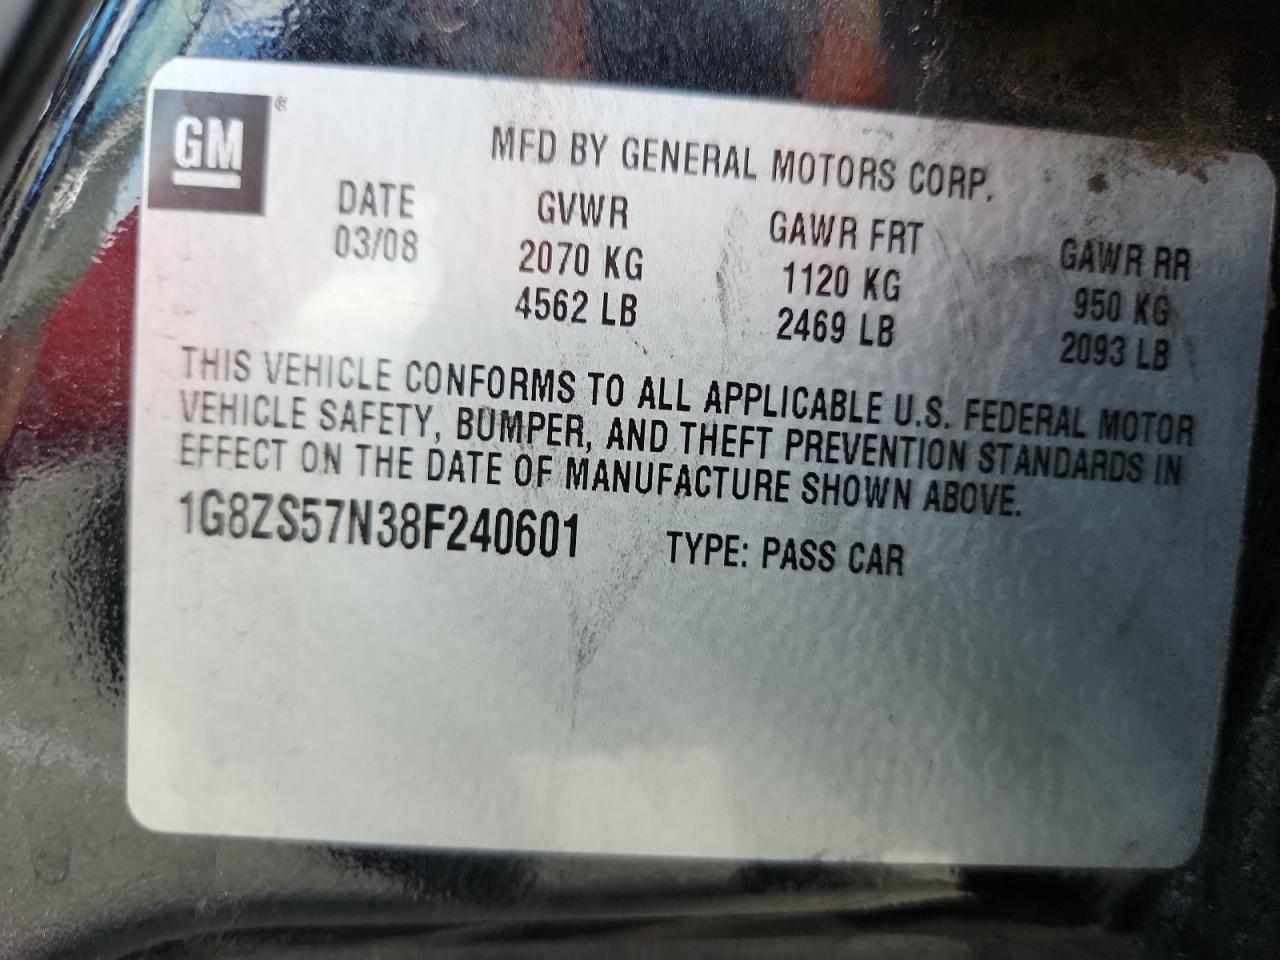 GM ©
MFD BY GENERAL MOTORS CORP.
DATE GVWR GAWR FRT GAWR RR
03/08 2070 KG 1120 KG 950 KG
4562 LB 2469 LB 2093 LB
THIS VEHICLE CONFORMS TO ALL APPLICABLE U.S. FEDERAL MOTOR
VEHICLE SAFETY, BUMPER, AND THEFT PREVENTION STANDARDS IN
EFFECT ON THE DATE OF MANUFACTURE SHOWN ABOVE.
1G8ZS57N38F240601 TYPE: PASS CAR